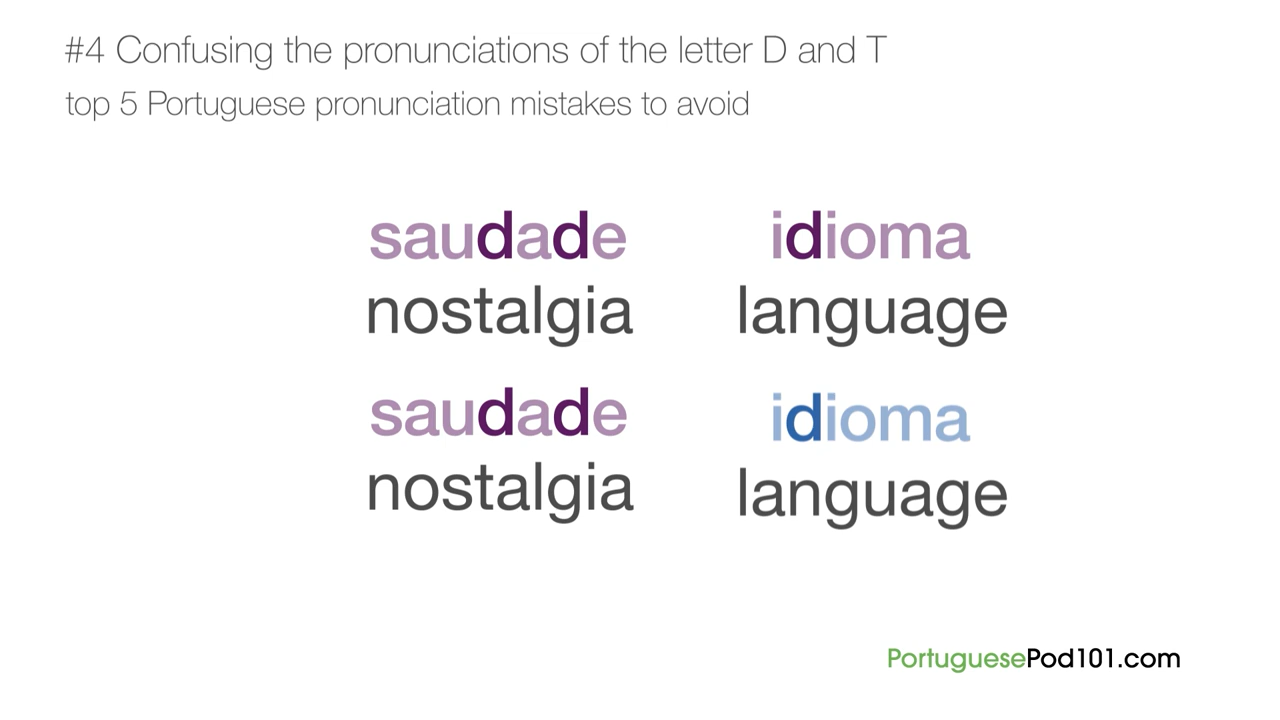 #4 Confusing the pronunciations of the letter D and T
top 5 Portuguese pronunciation mistakes to avoid
saudade idioma
nostalgia language
saudade idioma
nostalgia language
PortuguesePod101.com